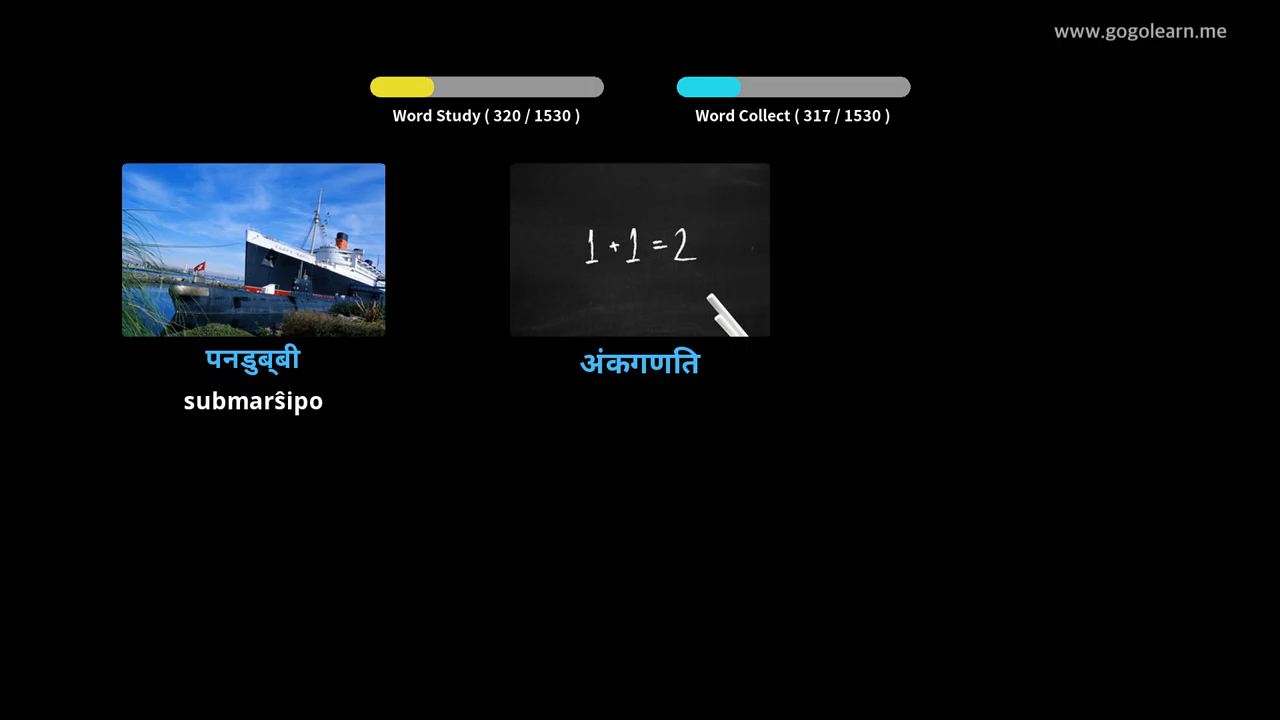 www.gogolearn.me
Word Study ( 320 / 1530 )
Word Collect ( 317 / 1530 )
1 + 1 = 2
पनडुब्बी
अंकगणति
submarŝipo